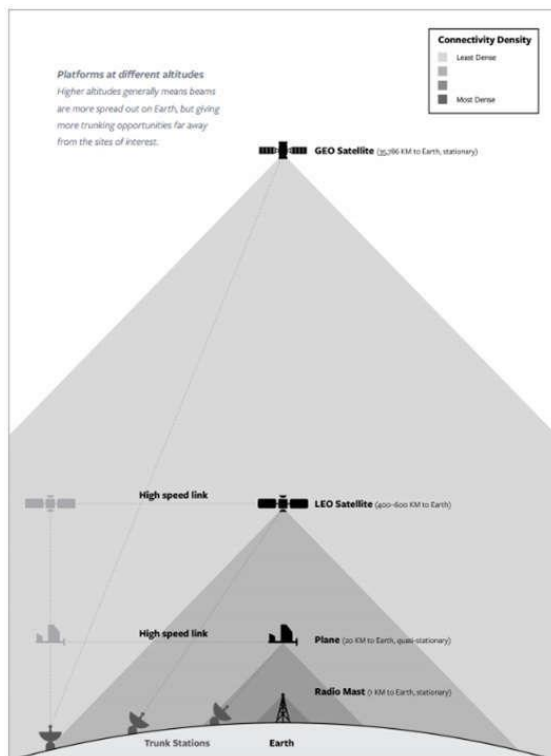 Connectivity Density
Least Dense
Most Dense
Platforms at different altitudes
Higher altitudes generally means beams
are more spread out on Earth, but giving
more trunking opportunities far away
from the sites of interest.
GEO Satellite (35,786 KM to Earth, stationary)
High speed link
LEO Satellite (400-600 KM to Earth)
High speed link
Plane (20 KM to Earth, quasi-stationary)
Radio Mast (1 KM to Earth, stationary)
Trunk Stations
Earth